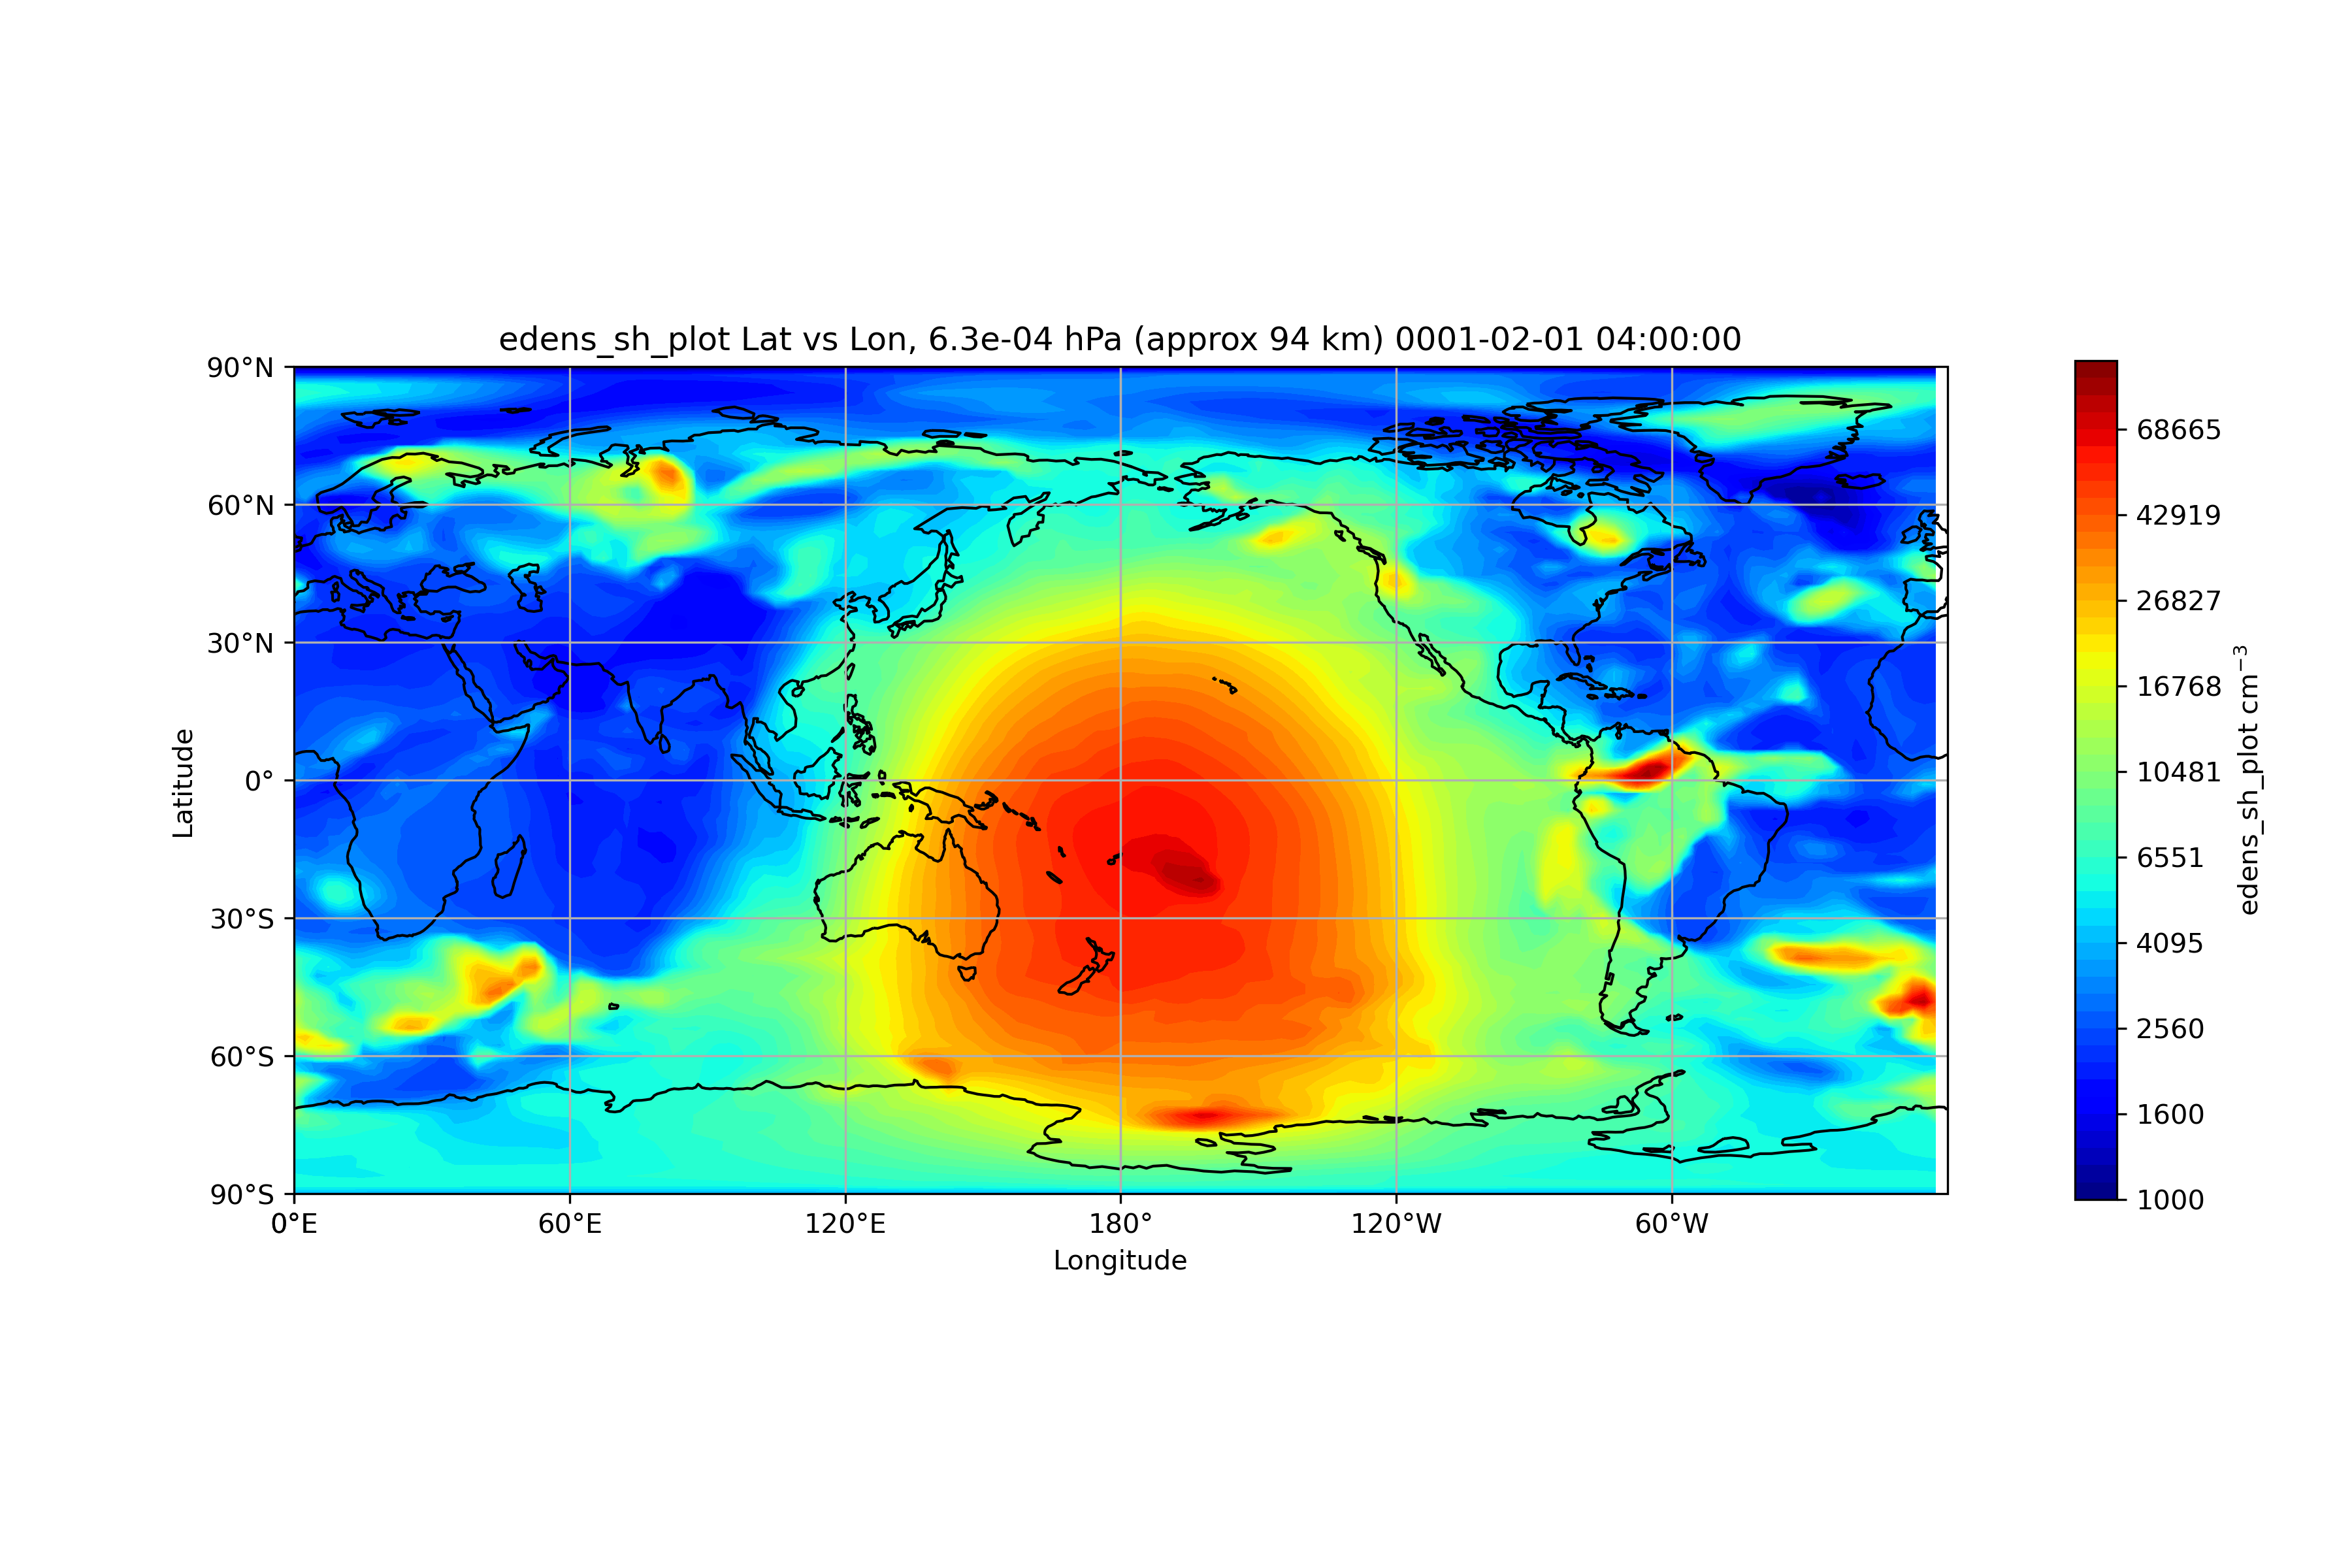 edens_sh_plot Lat vs Lon, 6.3e-04 hPa (approx 94 km) 0001-02-01 04:00:00
90°N
60°N
30°N
0°
30°S
60°S
90°S
Latitude
0°E
60°E
120°E
180°
120°W
60°W
Longitude
68665
42919
26827
16768
10481
6551
4095
2560
1600
1000
edens_sh_plot cm⁻³